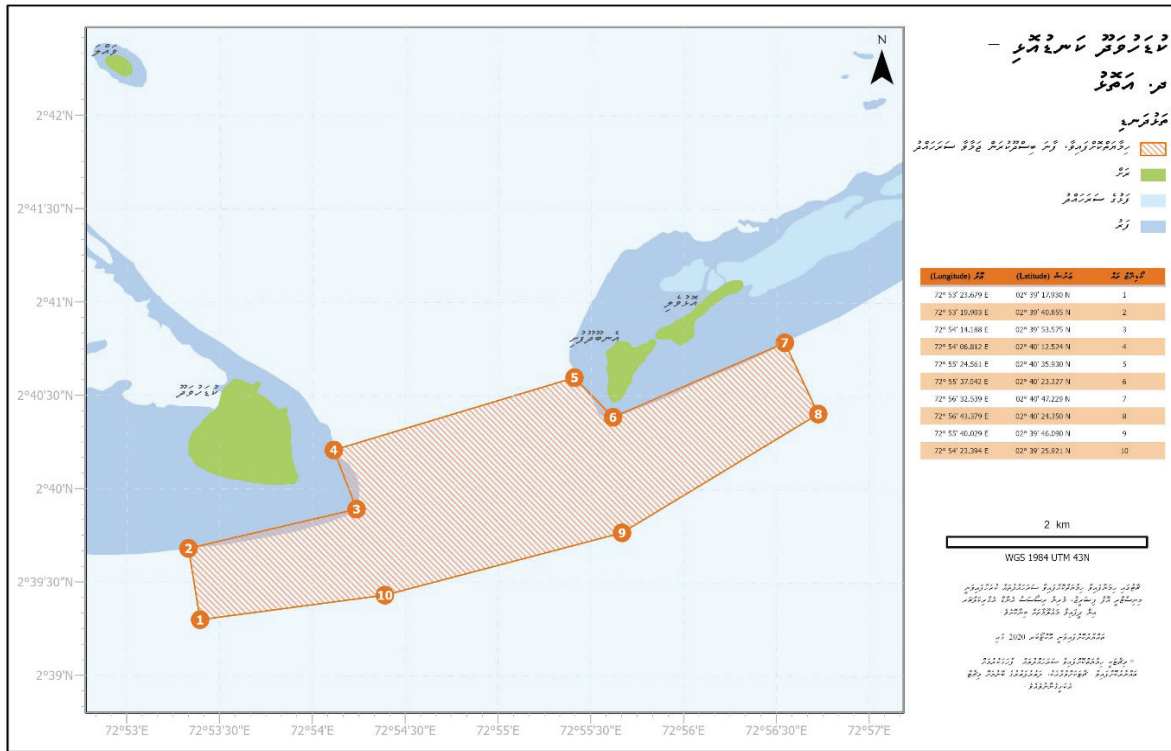 ކުޑަހުވަދޫ ކަނޑުއޮޅި –
ދ. އަތޮޅު
ތަޅުދަނޑި
ހިމާޔަތްކޮށްފައިވާ، ފާނަ ބިސްދޫކުރަން ޖަމާވާ ސަރަހައްދު
ރަށް
ފަޅުގެ ސަރަހައްދު
ފަރު
N
ވައްލަ
އޮޅުވެލި
އެނބޫދޫފުށި
ކުޑަހުވަދޫ
1
2
3
4
5
6
7
8
9
10
2°42'N
2°41'30"N
2°41'N
2°40'30"N
2°40'N
2°39'30"N
2°39'N
72°53'E
72°53'30"E
72°54'E
72°54'30"E
72°55'E
72°55'30"E
72°56'E
72°56'30"E
72°57'E
(Longitude) (Latitude)
72° 53' 23.679 E 02° 39' 17.930 N 1
72° 53' 19.903 E 02° 39' 40.855 N 2
72° 54' 14.188 E 02° 39' 53.575 N 3
72° 54' 06.812 E 02° 40' 12.524 N 4
72° 55' 24.561 E 02° 40' 35.930 N 5
72° 55' 37.042 E 02° 40' 23.227 N 6
72° 56' 32.539 E 02° 40' 47.229 N 7
72° 56' 43.379 E 02° 40' 24.350 N 8
72° 55' 40.029 E 02° 39' 46.090 N 9
72° 54' 23.394 E 02° 39' 25.921 N 10
2 km
WGS 1984 UTM 43N